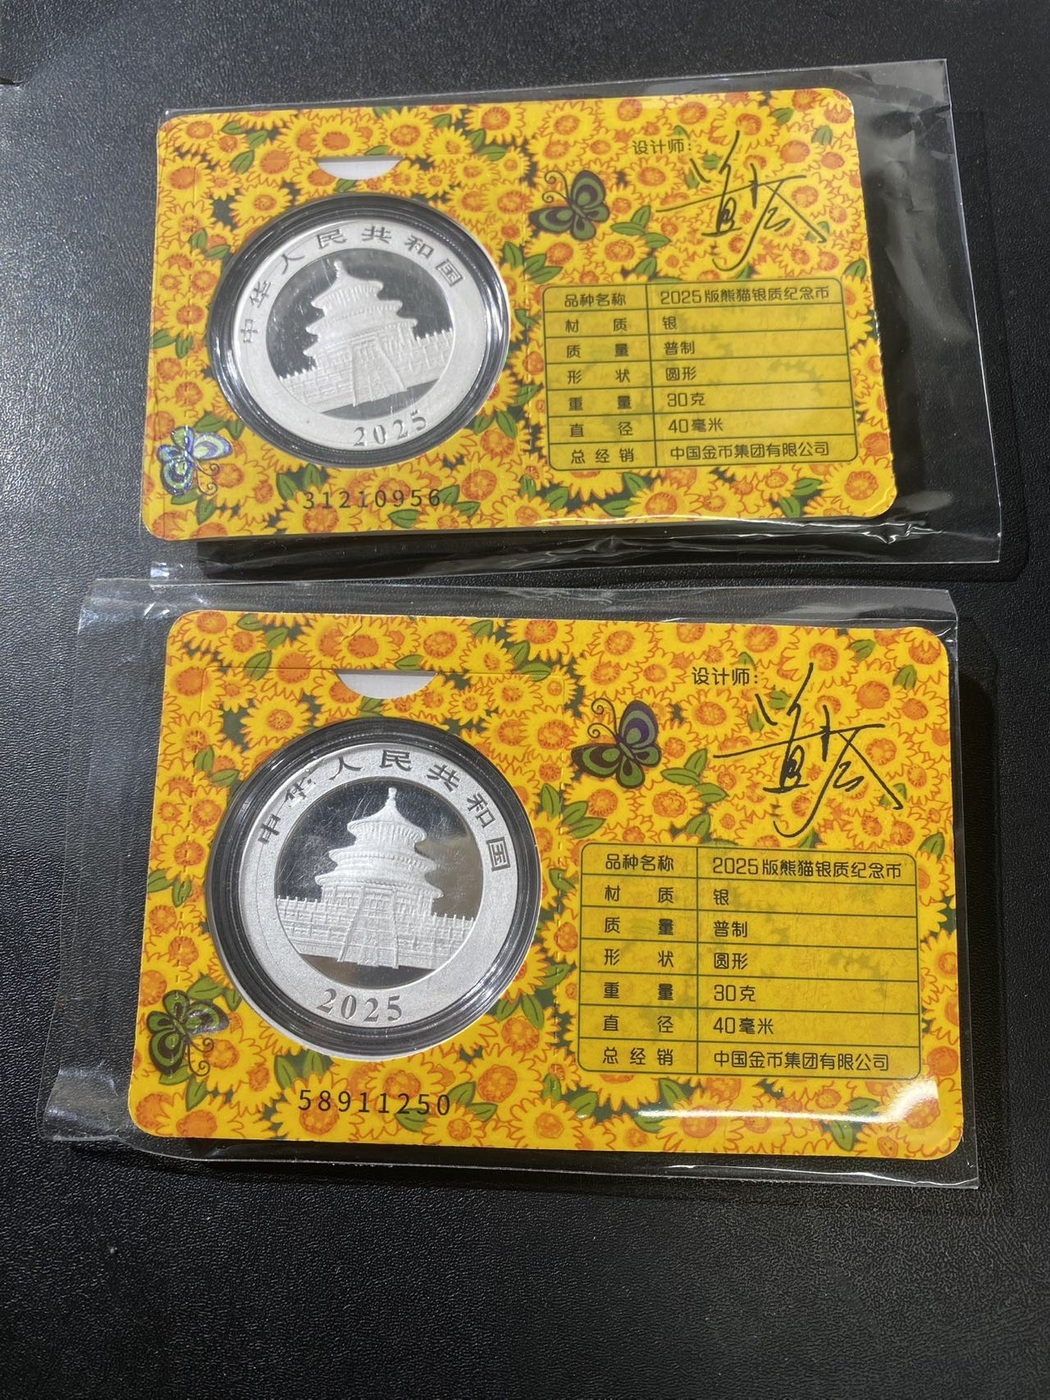 设计师:
中华人民共和国
2025
品种名称 2025版熊猫银质纪念币
材质 银
质量 普制
形状 圆形
重量 30克
直径 40毫米
总经销 中国金币集团有限公司
31210956
设计师:
中华人民共和国
2025
品种名称 2025版熊猫银质纪念币
材质 银
质量 普制
形状 圆形
重量 30克
直径 40毫米
总经销 中国金币集团有限公司
58911250